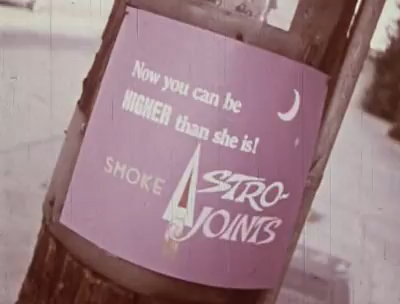 Now you can be
HIGHER than she is!
SMOKE ASTRO-
JOINTS